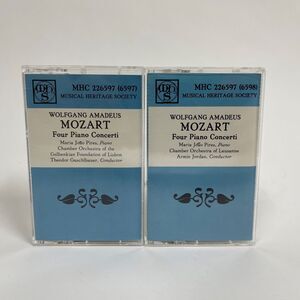 MHC 226597 (6597)
MUSICAL HERITAGE SOCIETY
WOLFGANG AMADEUS
MOZART
Four Piano Concerti
Maria João Pires, Piano
Chamber Orchestra of the
Gulbenkian Foundation of Lisbon
Theodor Guschlbauer, Conductor
MHC 226597 (6598)
MUSICAL HERITAGE SOCIETY
WOLFGANG AMADEUS
MOZART
Four Piano Concerti
Maria João Pires, Piano
Chamber Orchestra of Lausanne
Armin Jordan, Conductor